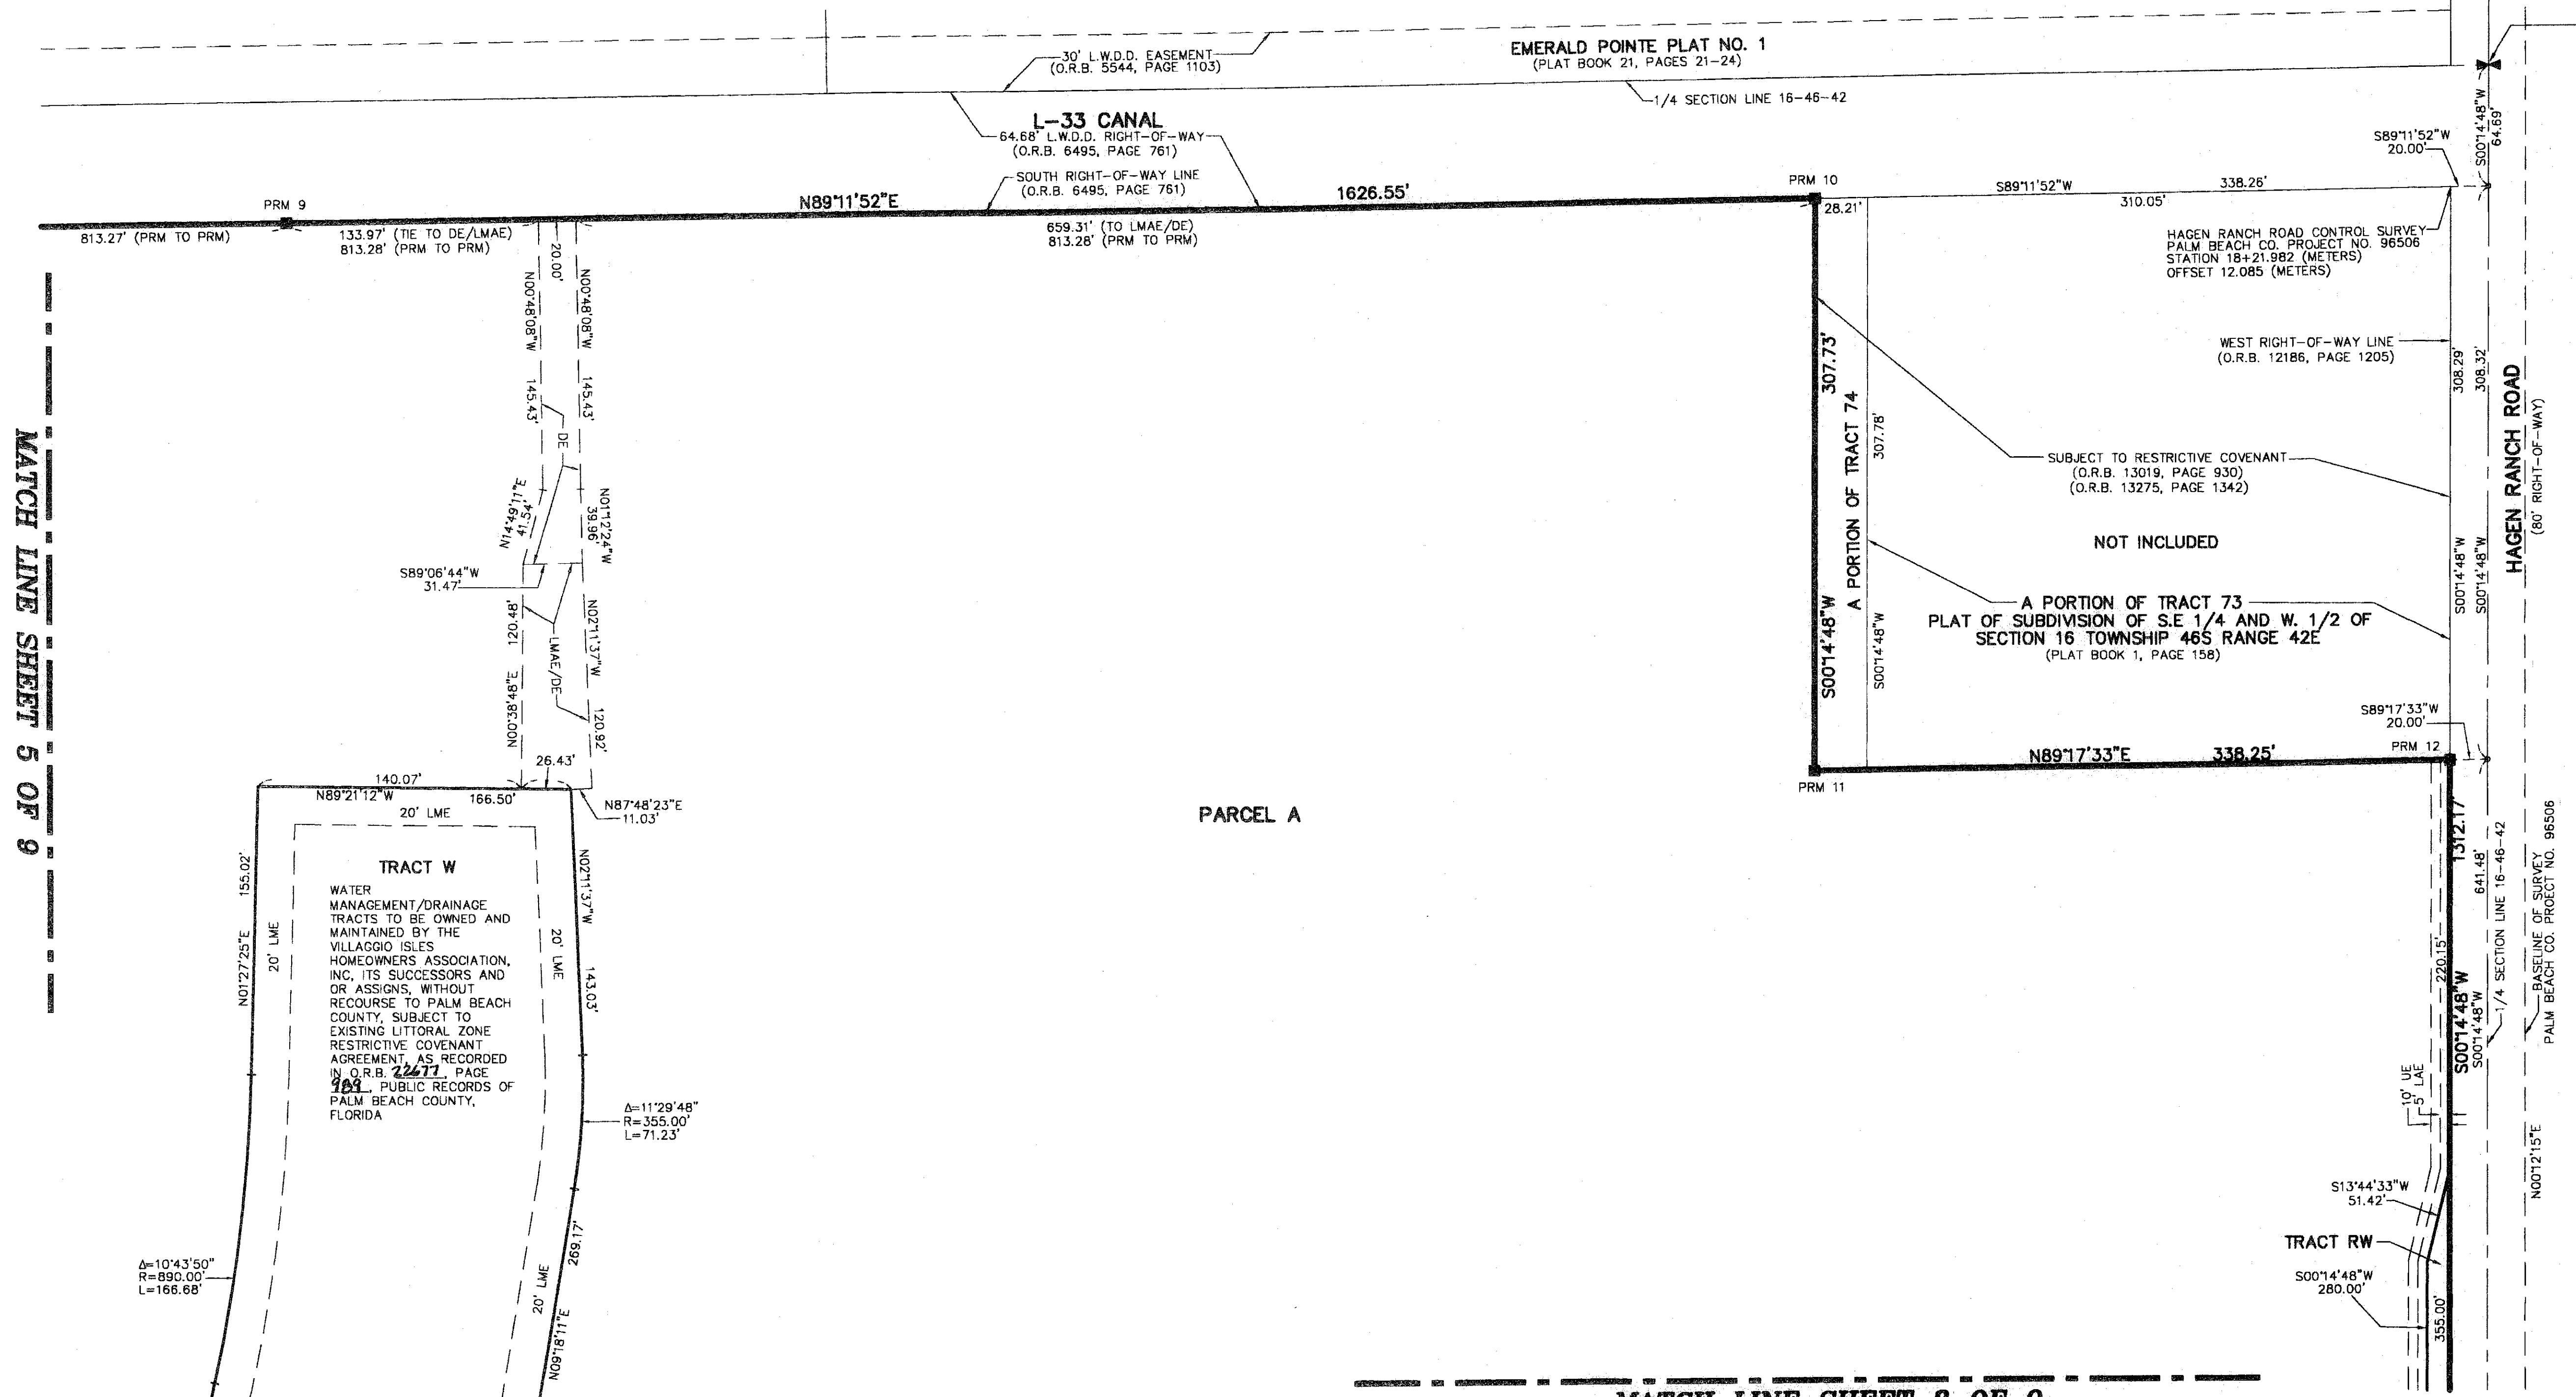 30' L.W.D.D. EASEMENT
(O.R.B. 5544, PAGE 1103)
EMERALD POINTE PLAT NO. 1
(PLAT BOOK 21, PAGES 21-24)
1/4 SECTION LINE 16-46-42
L-33 CANAL
64.68' L.W.D.D. RIGHT-OF-WAY
(O.R.B. 6495, PAGE 761)
SOUTH RIGHT-OF-WAY LINE
(O.R.B. 6495, PAGE 761)
S00°14'48"W
64.69'
S89°11'52"W
20.00'
PRM 9
N89°11'52"E
1626.55'
PRM 10
S89°11'52"W
338.26'
28.21'
310.05'
813.27' (PRM TO PRM)
133.97' (TIE TO DE/LMAE)
813.28' (PRM TO PRM)
659.31' (TO LMAE/DE)
813.28' (PRM TO PRM)
HAGEN RANCH ROAD CONTROL SURVEY
PALM BEACH CO. PROJECT NO. 96506
STATION 18+21.982 (METERS)
OFFSET 12.085 (METERS)
20.00'
N00°48'08"W
145.43'
N00°48'08"W
145.43'
DE
N14°49'11"E
41.54'
N01°12'24"W
39.96'
S89°06'44"W
31.47'
N00°38'48"E
120.48'
LMAE/DE
N02°11'37"W
120.92'
WEST RIGHT-OF-WAY LINE
(O.R.B. 12186, PAGE 1205)
307.73'
S00°14'48"W
A PORTION OF TRACT 74
307.78'
S00°14'48"W
308.29'
S00°14'48"W
308.32'
S00°14'48"W
HAGEN RANCH ROAD
(80' RIGHT-OF-WAY)
SUBJECT TO RESTRICTIVE COVENANT
(O.R.B. 13019, PAGE 930)
(O.R.B. 13275, PAGE 1342)
NOT INCLUDED
A PORTION OF TRACT 73
PLAT OF SUBDIVISION OF S.E 1/4 AND W. 1/2 OF
SECTION 16 TOWNSHIP 46S RANGE 42E
(PLAT BOOK 1, PAGE 158)
S89°17'33"W
20.00'
N89°17'33"E
338.25'
PRM 12
PRM 11
MATCH LINE SHEET 5 OF 9
26.43'
140.07'
N89°21'12"W
166.50'
N87°48'23"E
11.03'
20' LME
PARCEL A
TRACT W
WATER
MANAGEMENT/DRAINAGE
TRACTS TO BE OWNED AND
MAINTAINED BY THE
VILLAGGIO ISLES
HOMEOWNERS ASSOCIATION,
INC, ITS SUCCESSORS AND
OR ASSIGNS, WITHOUT
RECOURSE TO PALM BEACH
COUNTY, SUBJECT TO
EXISTING LITTORAL ZONE
RESTRICTIVE COVENANT
AGREEMENT, AS RECORDED
IN O.R.B. 22677, PAGE
989, PUBLIC RECORDS OF
PALM BEACH COUNTY,
FLORIDA
155.02'
N01°27'25"E
20' LME
20' LME
N02°11'37"W
143.03'
Δ=11°29'48"
R=355.00'
L=71.23'
Δ=10°43'50"
R=890.00'
L=166.68'
269.17'
N09°18'11"E
20' LME
1312.17'
S00°14'48"W
220.15'
641.48'
S00°14'48"W
1/4 SECTION LINE 16-46-42
BASELINE OF SURVEY
PALM BEACH CO. PROECT NO. 96506
N00°12'15"E
10' UE
5' LAE
S13°44'33"W
51.42'
TRACT RW
S00°14'48"W
280.00'
355.00'
MATCH LINE SHEET 8 OF 9